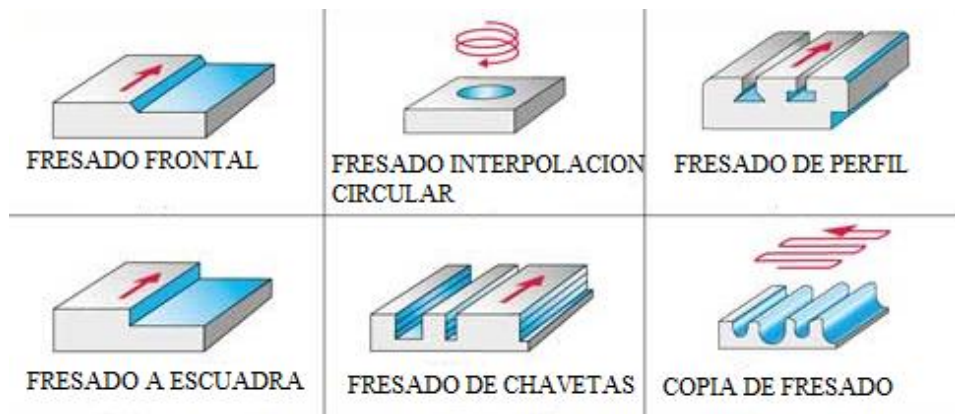 FRESADO FRONTAL
FRESADO INTERPOLACION
CIRCULAR
FRESADO DE PERFIL
FRESADO A ESCUADRA
FRESADO DE CHAVETAS
COPIA DE FRESADO